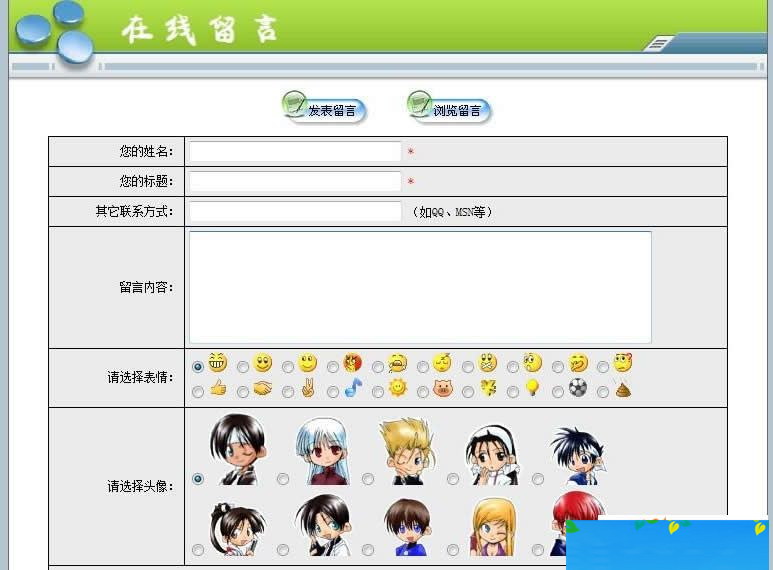 在线留言
发表留言 浏览留言
您的姓名： *
您的标题： *
其它联系方式： （如QQ、MSN等）
留言内容：
请选择表情：
请选择头像：